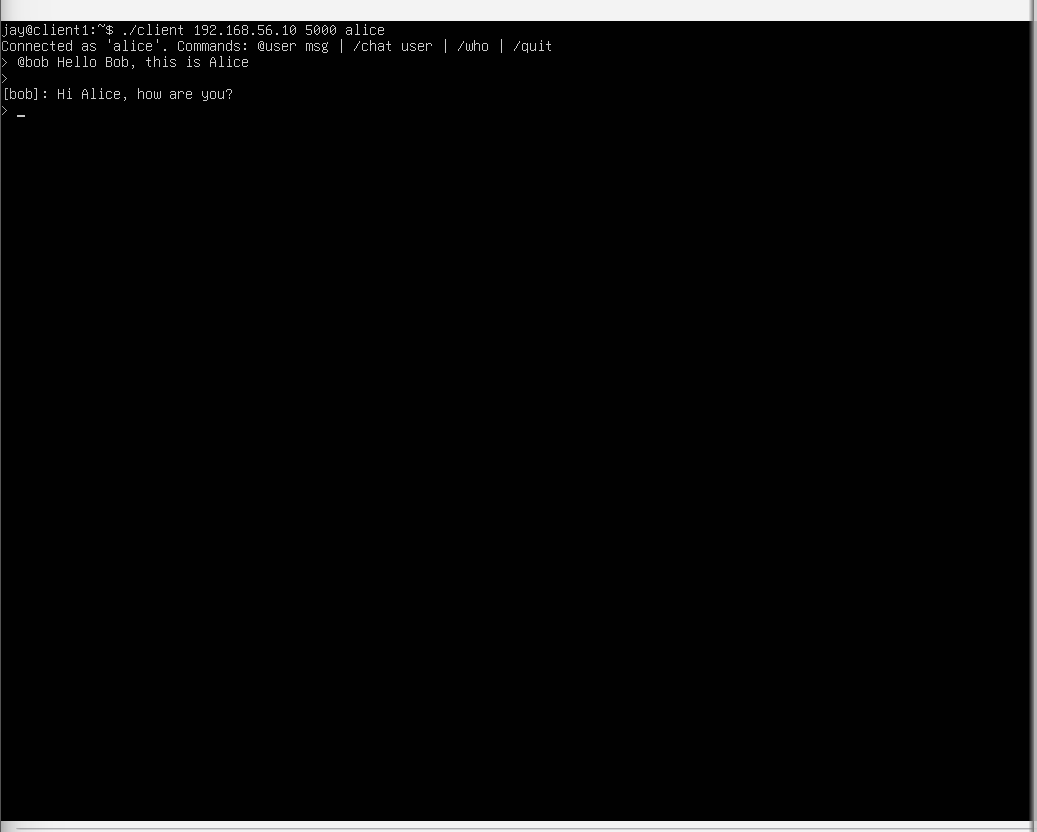 jay@client1:~$ ./client 192.168.56.10 5000 alice
Connected as 'alice'. Commands: @user msg | /chat user | /who | /quit
> @bob Hello Bob, this is Alice
>
[bob]: Hi Alice, how are you?
> _